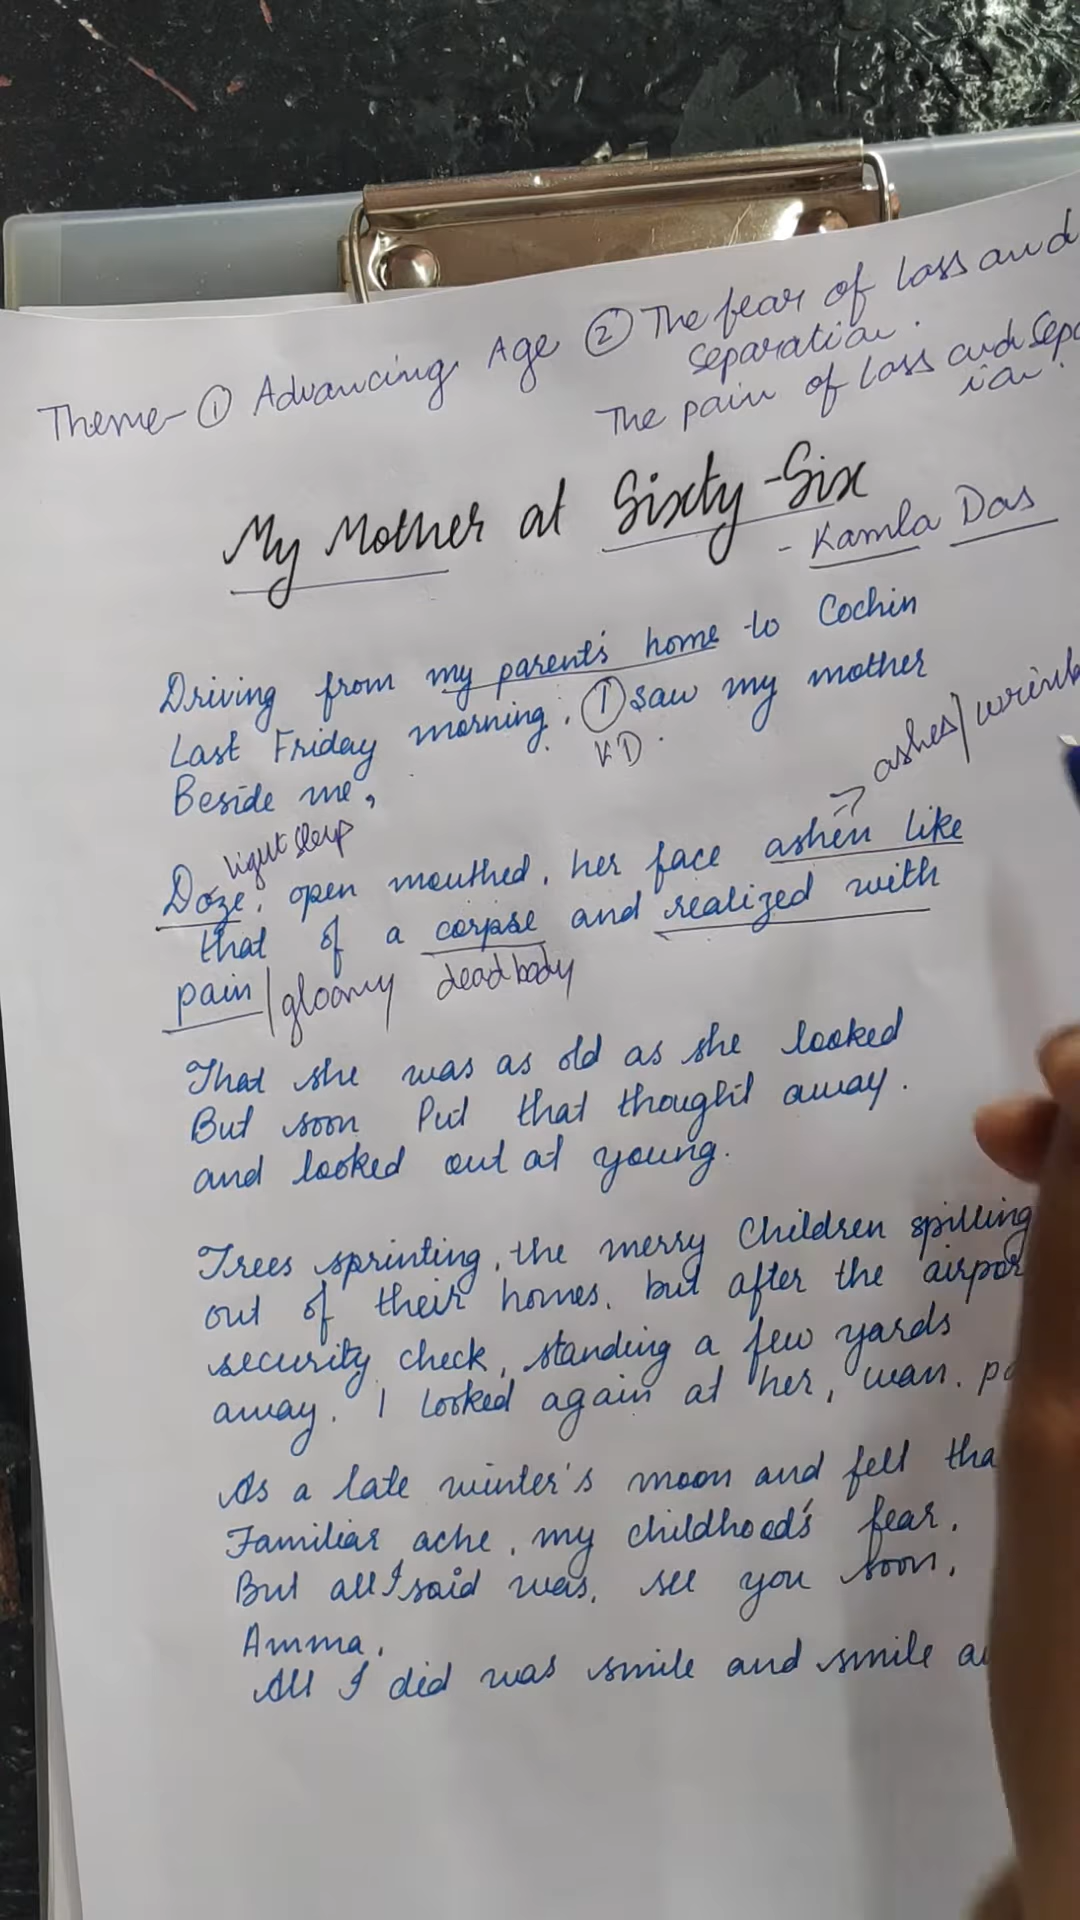 Theme- ① Advancing Age ② The fear of loss and
separation.
The pain of loss and Sepa
ion.
My Mother at Sixty-Six
- Kamla Das
Driving from my parent's home to Cochin
Last Friday morning, I saw my mother
K.D.
Beside me,
ashes/wrink
light sleep
Doze, open mouthed, her face ashen like
that of a corpse and realized with
pain/gloomy deadbody
That she was as old as she looked
But soon Put that thought away.
and looked out at young.
Trees sprinting, the merry Children spilling
out of their homes, but after the airpor
security check, standing a few yards
away. I looked again at her, wan, pa
As a late winter's moon and felt tha
Familiar ache, my childhood's fear.
But all I said was, see you soon,
Amma,
All I did was smile and smile a